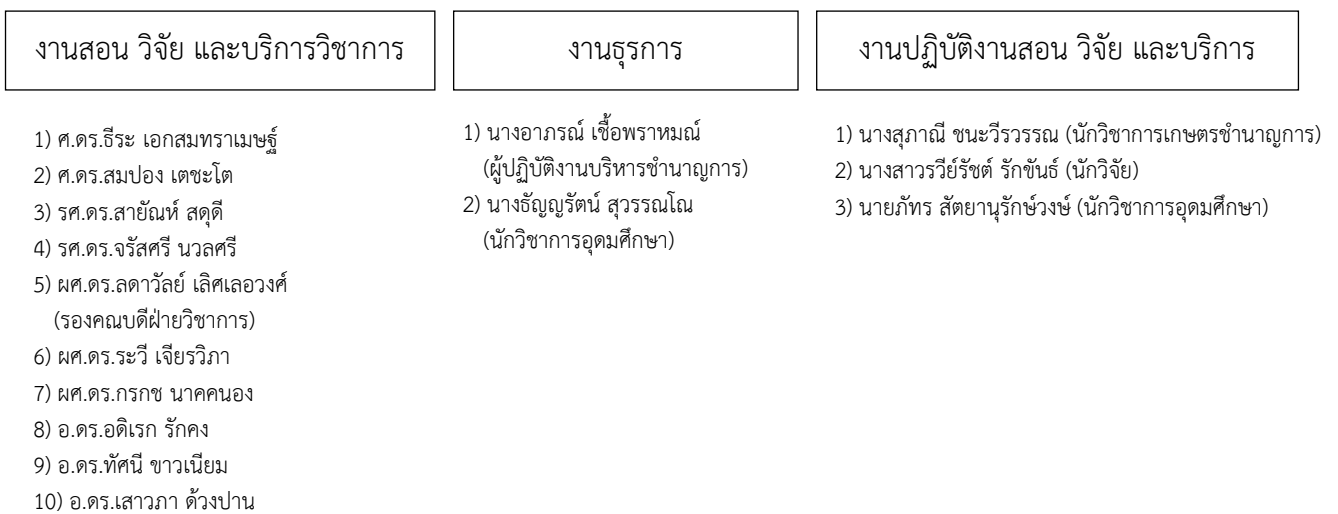 งานสอน วิจัย และบริการวิชาการ
1) ศ.ดร.ธีระ เอกสมทราเมษฐ์
2) ศ.ดร.สมปอง เตชะโต
3) รศ.ดร.สายัณห์ สดุดี
4) รศ.ดร.จรัสศรี นวลศรี
5) ผศ.ดร.ลดาวัลย์ เลิศเลอวงศ์
(รองคณบดีฝ่ายวิชาการ)
6) ผศ.ดร.ระวี เจียรวิภา
7) ผศ.ดร.กรกช นาคคนอง
8) อ.ดร.อดิเรก รักคง
9) อ.ดร.ทัศนี ขาวเนียม
10) อ.ดร.เสาวภา ด้วงปาน
งานธุรการ
1) นางอาภรณ์ เชื้อพราหมณ์
(ผู้ปฏิบัติงานบริหารชำนาญการ)
2) นางธัญญรัตน์ สุวรรณโณ
(นักวิชาการอุดมศึกษา)
งานปฏิบัติงานสอน วิจัย และบริการ
1) นางสุภาณี ชนะวีรวรรณ (นักวิชาการเกษตรชำนาญการ)
2) นางสาวรวีย์รัชต์ รักขันธ์ (นักวิจัย)
3) นายภัทร สัตยานุรักษ์วงษ์ (นักวิชาการอุดมศึกษา)